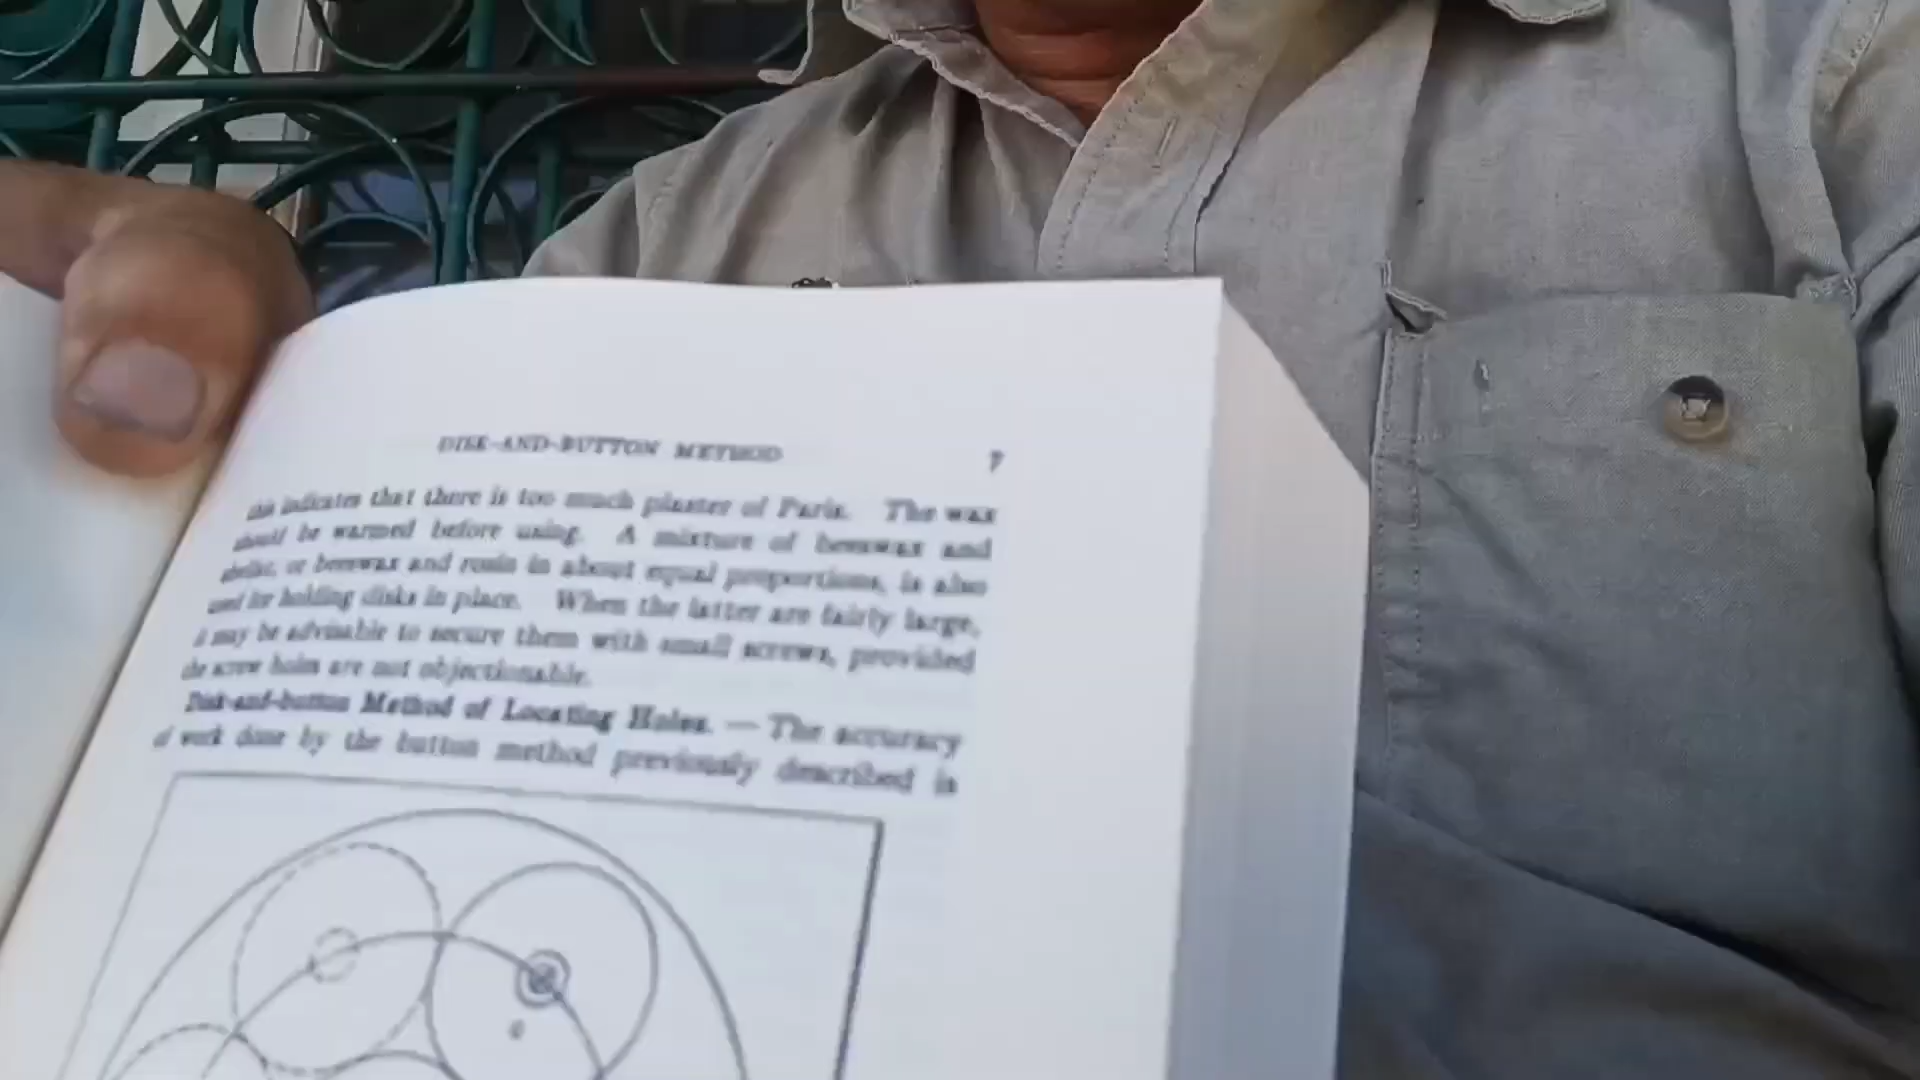 DISK-AND-BUTTON METHOD 7
this indicates that there is too much plaster of Paris. The wax
should be warmed before using. A mixture of beeswax and
shellac, or beeswax and rosin in about equal proportions, is also
used for holding disks in place. When the latter are fairly large,
it may be advisable to secure them with small screws, provided
the screw holes are not objectionable.
Disk-and-button Method of Locating Holes. — The accuracy
of work done by the button method previously described is